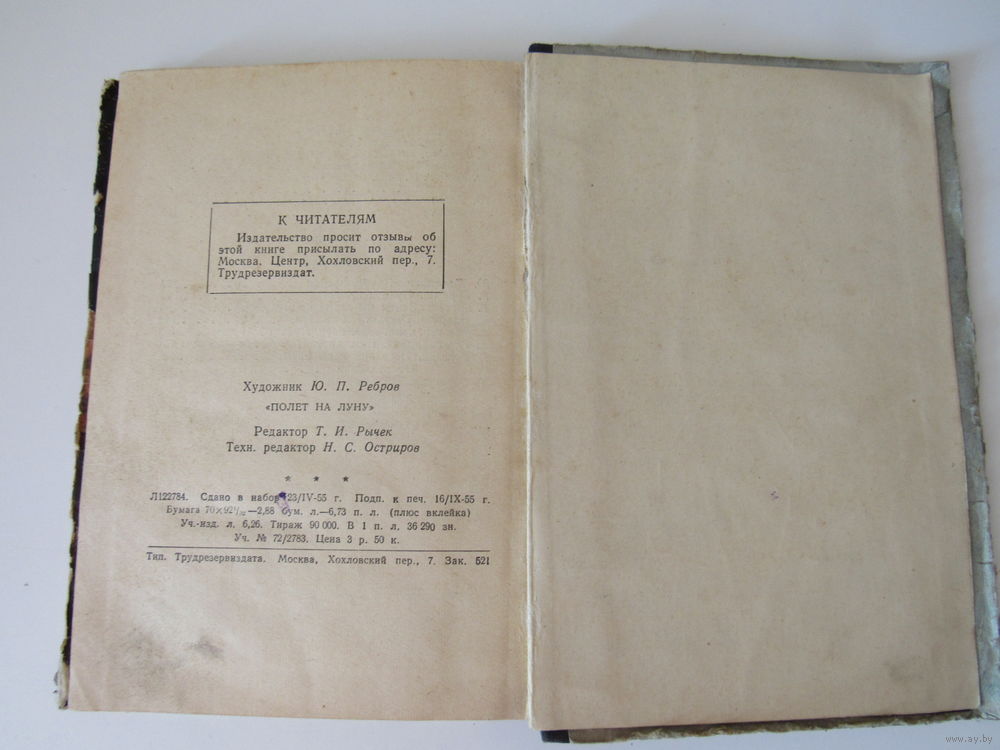 К ЧИТАТЕЛЯМ
Издательство просит отзывы об
этой книге присылать по адресу:
Москва, Центр, Хохловский пер., 7.
Трудрезервиздат.
Художник Ю. П. Ребров
«ПОЛЕТ НА ЛУНУ»
Редактор Т. И. Рычек
Техн. редактор Н. С. Остриров
* * *
Л122784. Сдано в набор 23/IV-55 г. Подп. к печ. 16/IX-55 г.
Бумага 70×92¹/₃₂—2,88 бум. л.—6,73 п. л. (плюс вклейка)
Уч.-изд. л. 6,26. Тираж 90 000. В 1 п. л. 36 290 зн.
Уч. № 72/2783. Цена 3 р. 50 к.
Тип. Трудрезервиздата. Москва, Хохловский пер., 7. Зак. 521
www.ay.by